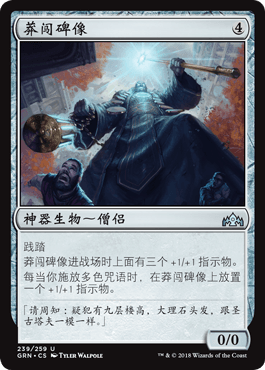 莽闯碑像 4
神器生物～僧侣
践踏
莽闯碑像进战场时上面有三个 +1/+1 指示物。
每当你施放多色咒语时，在莽闯碑像上放置
一个 +1/+1 指示物。
「请周知：疑犯有九层楼高，大理石头发，跟圣
古塔夫一模一样。」
0/0
239/259 U
GRN • CS TYLER WALPOLE
™ & © 2018 Wizards of the Coast